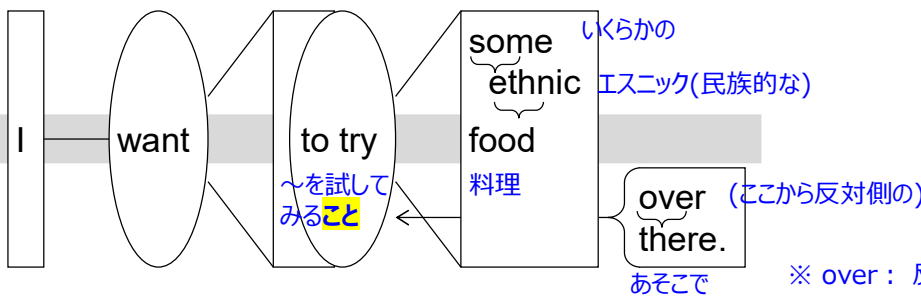 I want to try some ethnic food over there.
いくらかの
エスニック(民族的な)
～を試して
みること
料理
(ここから反対側の)
あそこで
※ over :